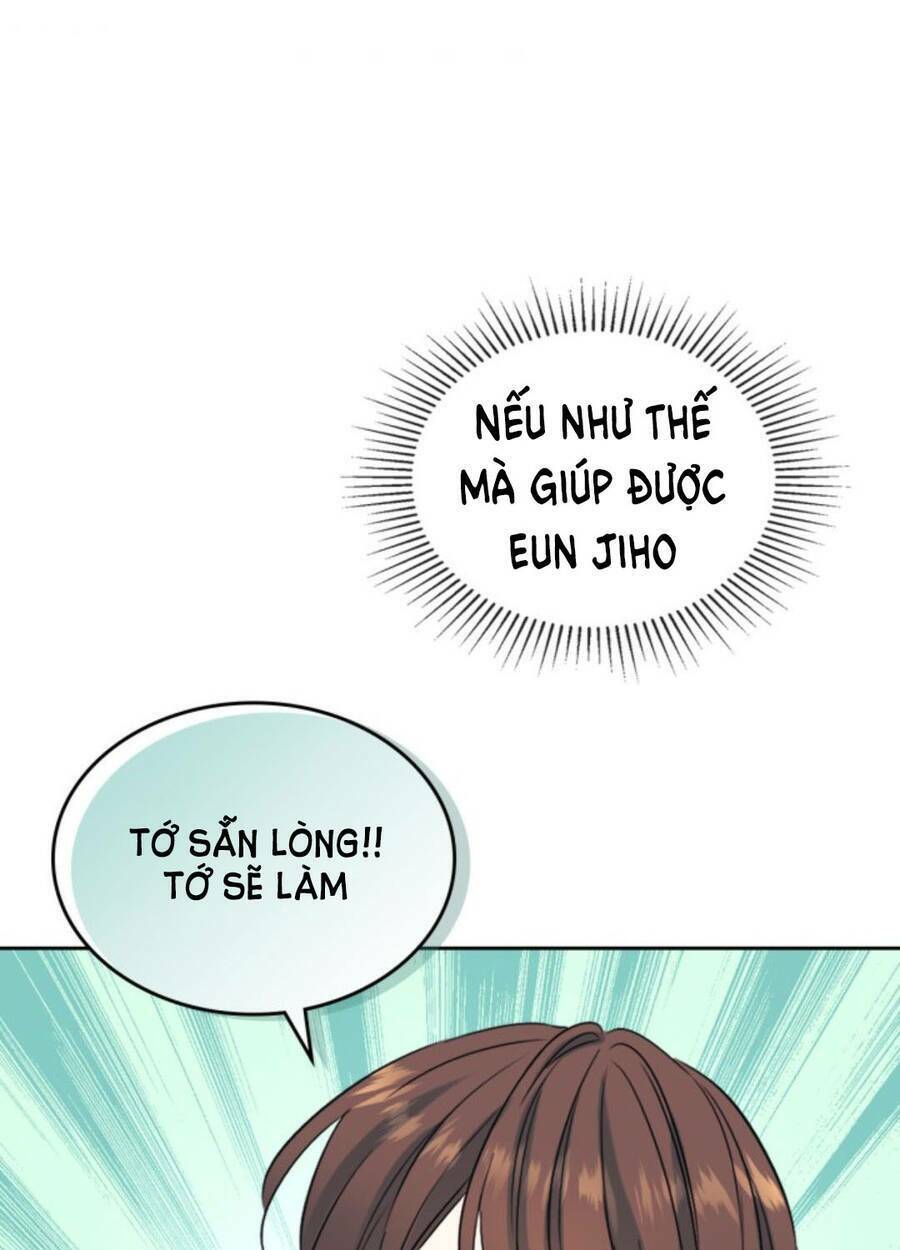 NẾU NHƯ THẾ
MÀ GIÚP ĐƯỢC
EUN JIHO
TỚ SẴN LÒNG!!
TỚ SẼ LÀM